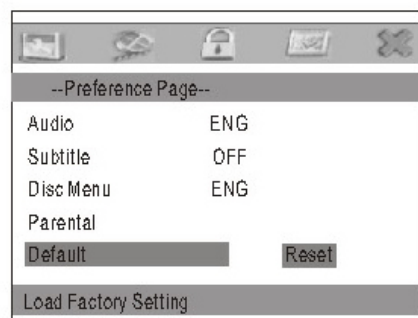 --Preference Page--
Audio ENG
Subtitle OFF
Disc Menu ENG
Parental
Default Reset
Load Factory Setting